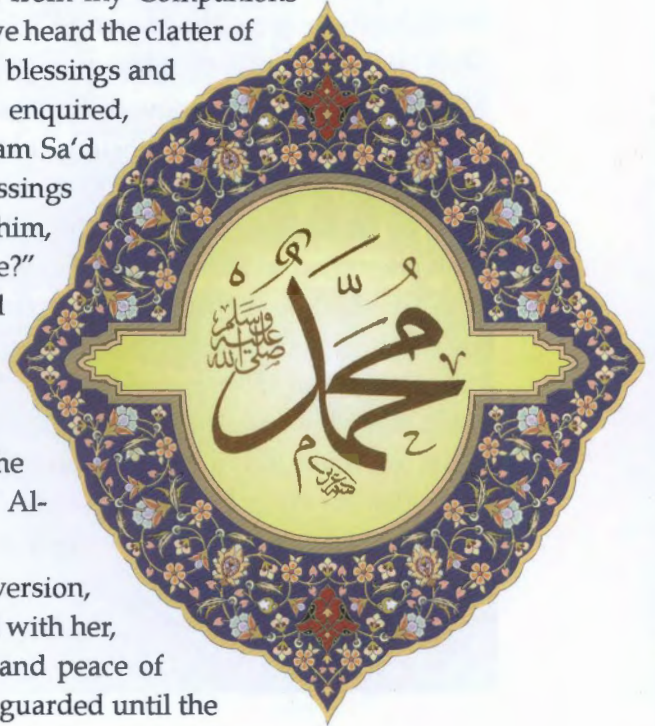 from my Companions
ve heard the clatter of
blessings and
enquired,
am Sa'd
ssings
him,
e?"
d
محمد
صلى الله
عليه
وسلم
he
Al-
version,
with her,
and peace of
guarded until the